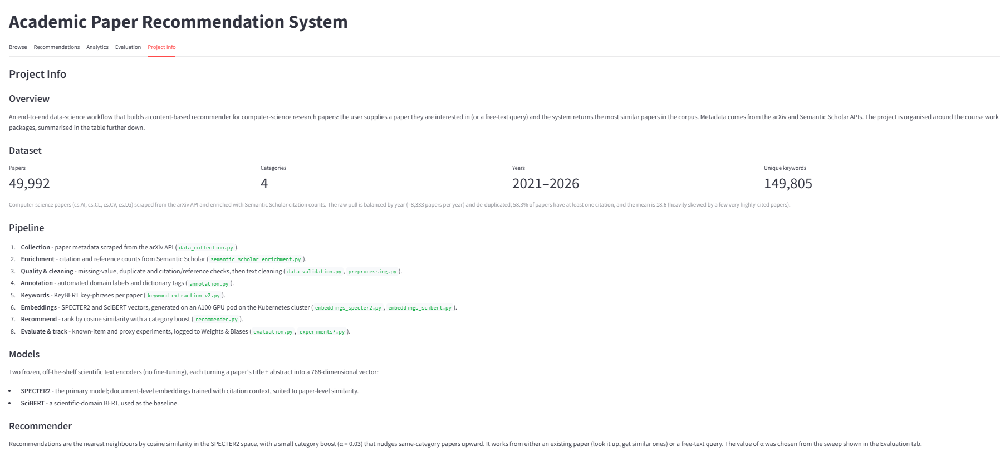 Academic Paper Recommendation System
Browse Recommendations Analytics Evaluation Project Info
Project Info
Overview
An end-to-end data-science workflow that builds a content-based recommender for computer-science research papers: the user supplies a paper they are interested in (or a free-text query) and the system returns the most similar papers in the corpus. Metadata comes from the arXiv and Semantic Scholar APIs. The project is organised around the course work
packages, summarised in the table further down.
Dataset
Papers Categories Years Unique keywords
49,992 4 2021–2026 149,805
Computer-science papers (cs.AI, cs.CL, cs.CV, cs.LG) scraped from the arXiv API and enriched with Semantic Scholar citation counts. The raw pull is balanced by year (≈8,333 papers per year) and de-duplicated; 58.3% of papers have at least one citation, and the mean is 18.6 (heavily skewed by a few very highly-cited papers).
Pipeline
1. Collection - paper metadata scraped from the arXiv API ( data_collection.py ).
2. Enrichment - citation and reference counts from Semantic Scholar ( semantic_scholar_enrichment.py ).
3. Quality & cleaning - missing-value, duplicate and citation/reference checks, then text cleaning ( data_validation.py , preprocessing.py ).
4. Annotation - automated domain labels and dictionary tags ( annotation.py ).
5. Keywords - KeyBERT key-phrases per paper ( keyword_extraction_v2.py ).
6. Embeddings - SPECTER2 and SciBERT vectors, generated on an A100 GPU pod on the Kubernetes cluster ( embeddings_specter2.py , embeddings_scibert.py ).
7. Recommend - rank by cosine similarity with a category boost ( recommender.py ).
8. Evaluate & track - known-item and proxy experiments, logged to Weights & Biases ( evaluation.py , experiments*.py ).
Models
Two frozen, off-the-shelf scientific text encoders (no fine-tuning), each turning a paper's title + abstract into a 768-dimensional vector:
• SPECTER2 - the primary model; document-level embeddings trained with citation context, suited to paper-level similarity.
• SciBERT - a scientific-domain BERT, used as the baseline.
Recommender
Recommendations are the nearest neighbours by cosine similarity in the SPECTER2 space, with a small category boost (α = 0.03) that nudges same-category papers upward. It works from either an existing paper (look it up, get similar ones) or a free-text query. The value of α was chosen from the sweep shown in the Evaluation tab.